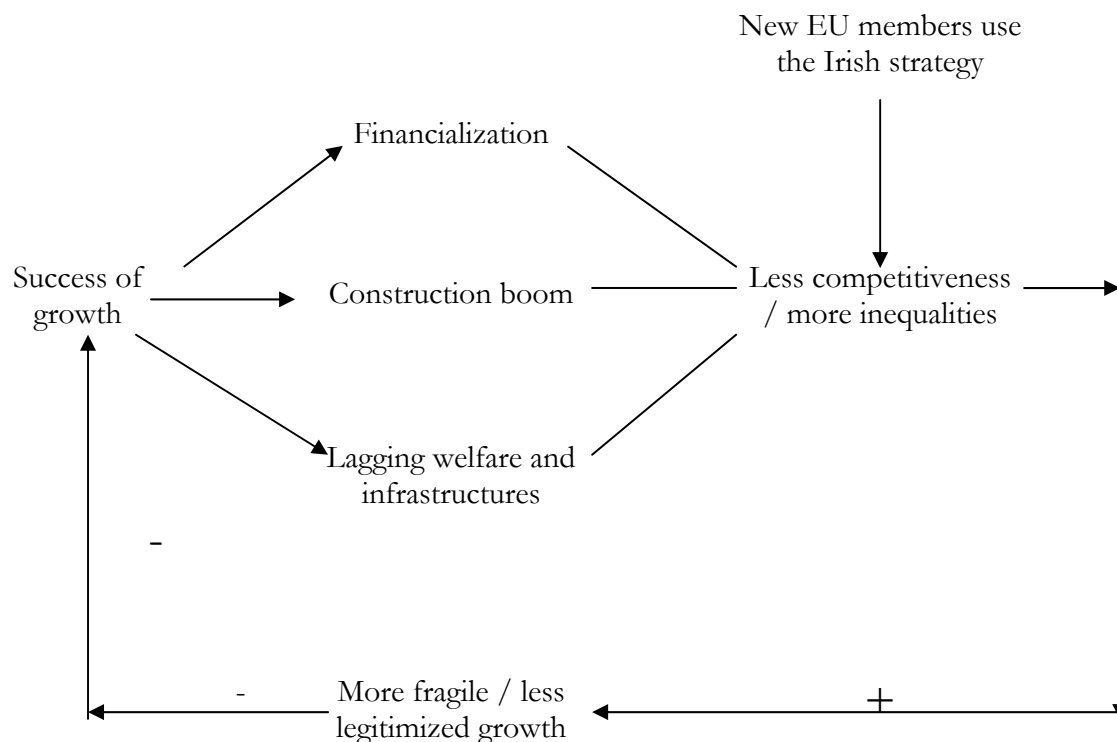 New EU members use
the Irish strategy
Financialization
Success of
growth
Construction boom
Less competitiveness
/ more inequalities
Lagging welfare and
infrastructures
-
-
More fragile / less
legitimized growth
+